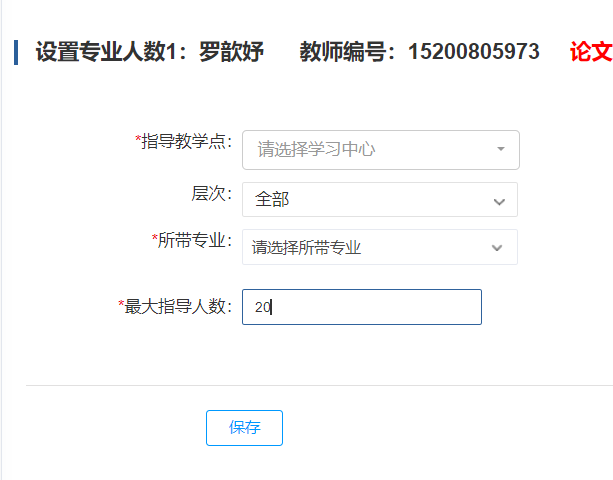 设置专业人数1：罗歆妤 教师编号：15200805973 论文
*指导教学点： 请选择学习中心
层次： 全部
*所带专业： 请选择所带专业
*最大指导人数： 20
保存